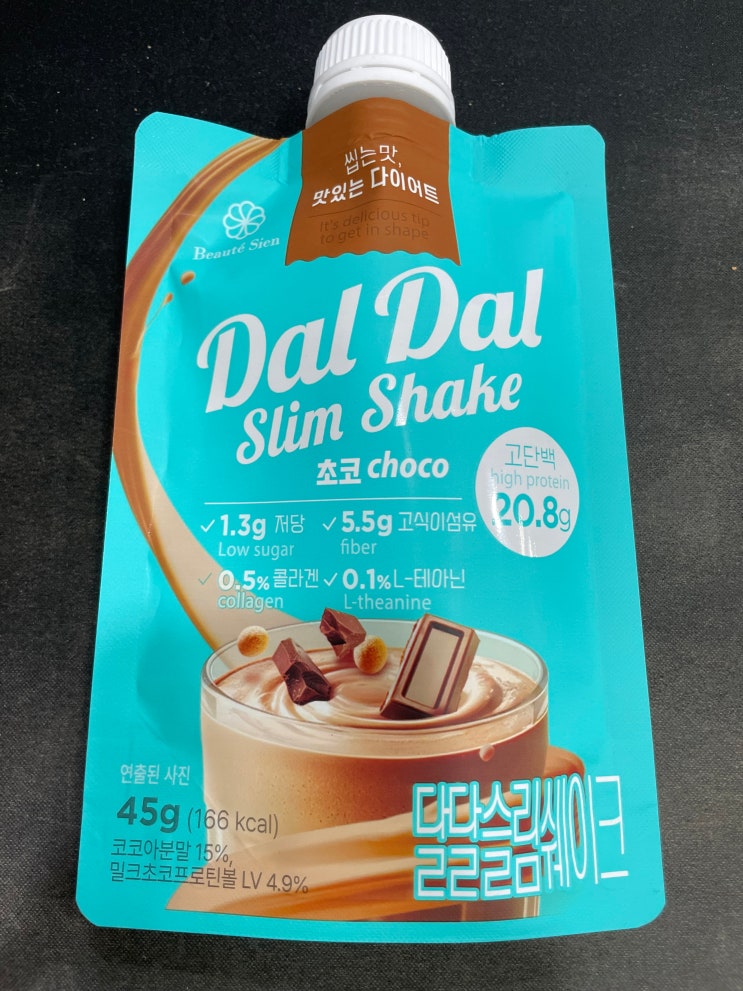 씹는맛,
맛있는 다이어트
It's delicious tip
to get in shape
Beauté Sien
Dal Dal
Slim Shake
초코 choco
고단백
high protein
20.8g
✓ 1.3g 저당 ✓ 5.5g 고식이섬유
Low sugar fiber
✓ 0.5% 콜라겐 ✓ 0.1% L-테아닌
collagen L-theanine
연출된 사진
45g (166 kcal)
코코아분말 15%,
밀크초코프로틴볼 LV 4.9%
달달슬림쉐이크